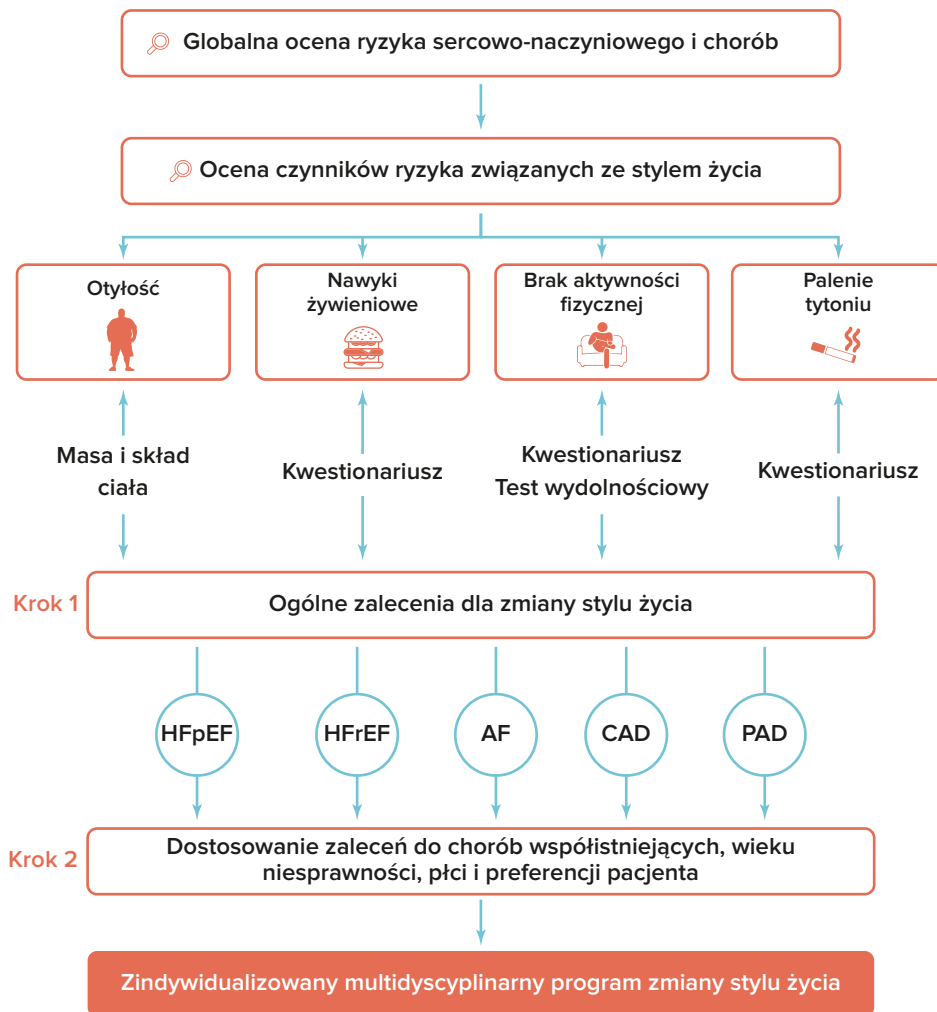 Globalna ocena ryzyka sercowo-naczyniowego i chorób
Ocena czynników ryzyka związanych ze stylem życia
Otyłość
Nawyki
żywieniowe
Brak aktywności
fizycznej
Palenie
tytoniu
Masa i skład
ciała
Kwestionariusz
Kwestionariusz
Test wydolnościowy
Kwestionariusz
Krok 1
Ogólne zalecenia dla zmiany stylu życia
HFpEF
HFrEF
AF
CAD
PAD
Krok 2
Dostosowanie zaleceń do chorób współistniejących, wieku
niesprawności, płci i preferencji pacjenta
Zindywidualizowany multidyscyplinarny program zmiany stylu życia